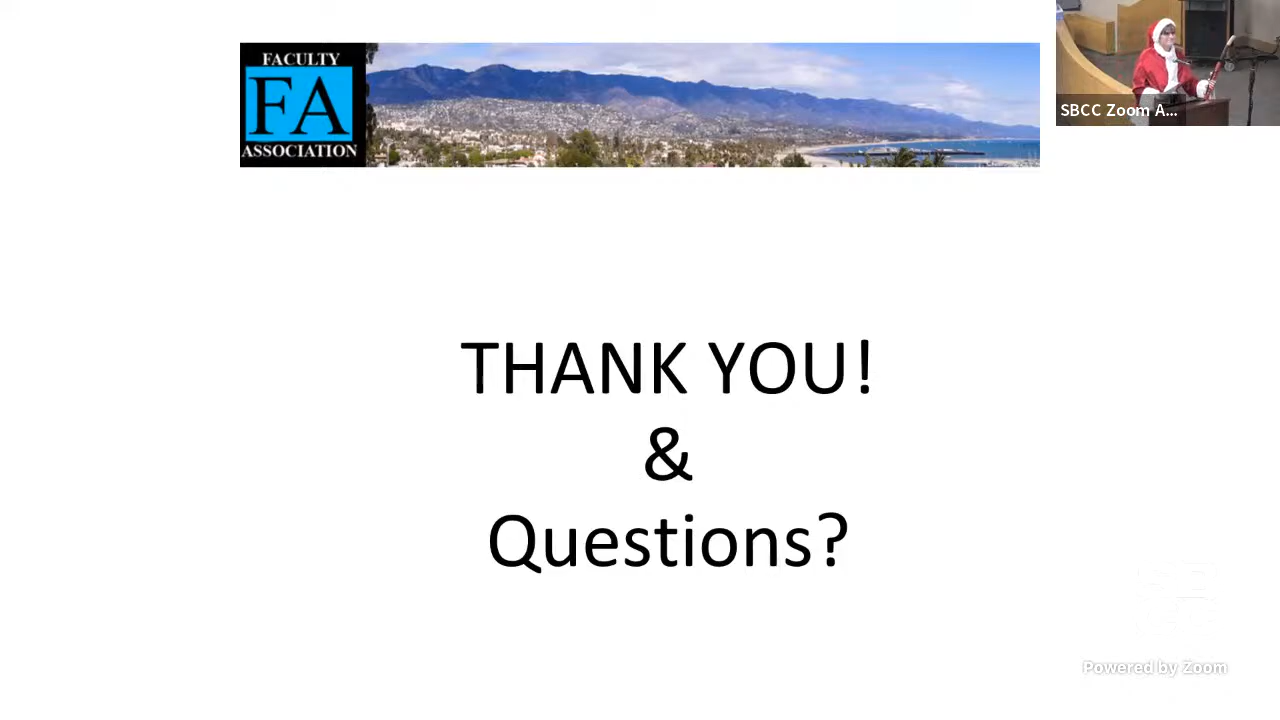 FACULTY
FA
ASSOCIATION
SBCC Zoom A...
THANK YOU!
&
Questions?
Powered by Zoom